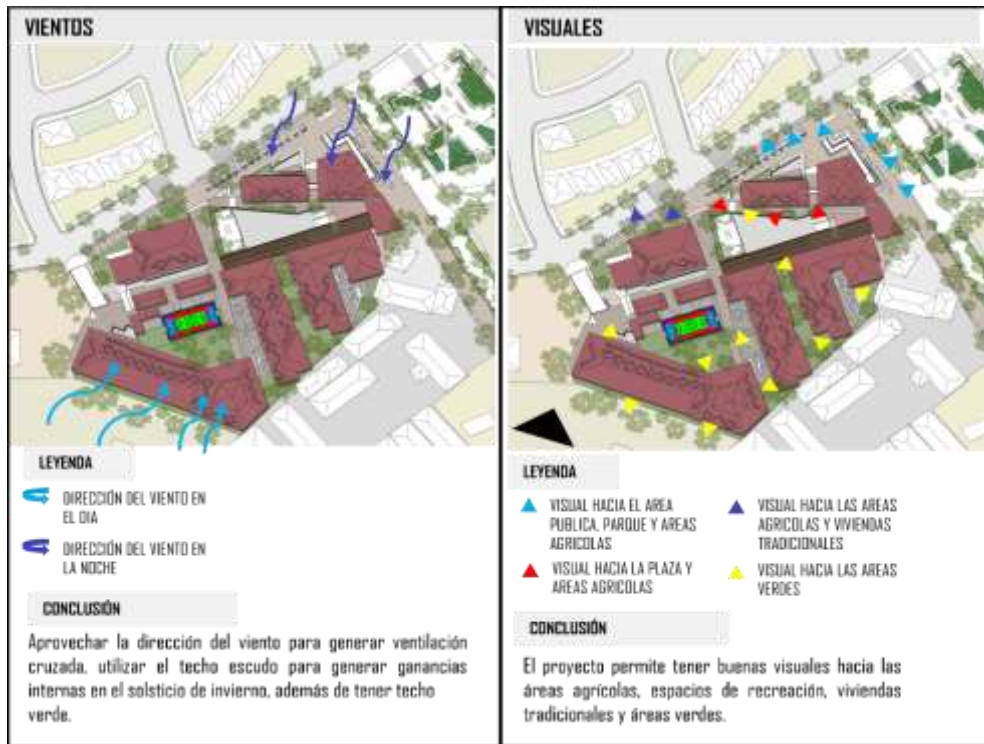 VIENTOS
LEYENDA
DIRECCIÓN DEL VIENTO EN
EL DIA
DIRECCIÓN DEL VIENTO EN
LA NOCHE
CONCLUSIÓN
Aprovechar la dirección del viento para generar ventilación
cruzada, utilizar el techo escudo para generar ganancias
internas en el solsticio de invierno, además de tener techo
verde.
VISUALES
LEYENDA
VISUAL HACIA EL AREA
PUBLICA, PARQUE Y AREAS
AGRICOLAS
VISUAL HACIA LA PLAZA Y
AREAS AGRICOLAS
VISUAL HACIA LAS AREAS
AGRICOLAS Y VIVIENDAS
TRADICIONALES
VISUAL HACIA LAS AREAS
VERDES
CONCLUSIÓN
El proyecto permite tener buenas visuales hacia las
áreas agrícolas, espacios de recreación, viviendas
tradicionales y áreas verdes.